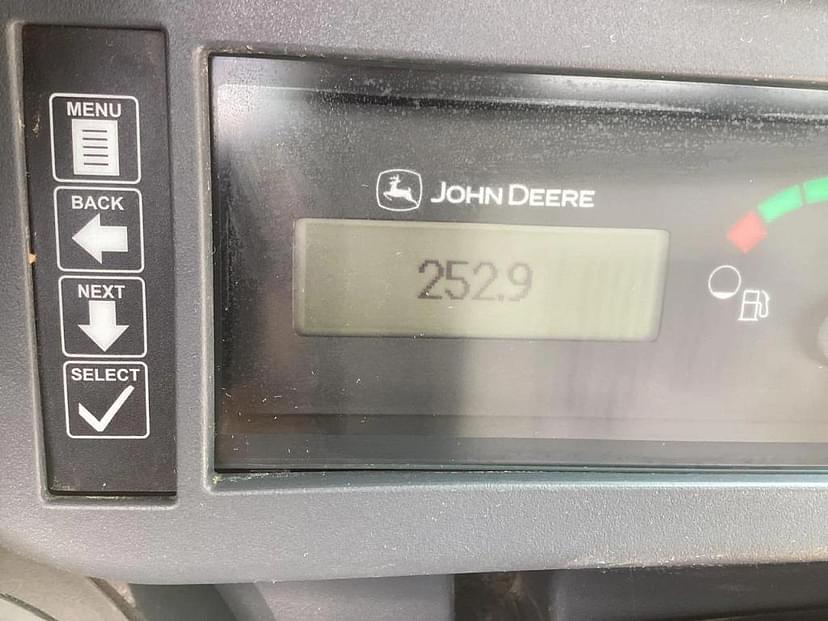 MENU
BACK
NEXT
SELECT
JOHN DEERE
252.9